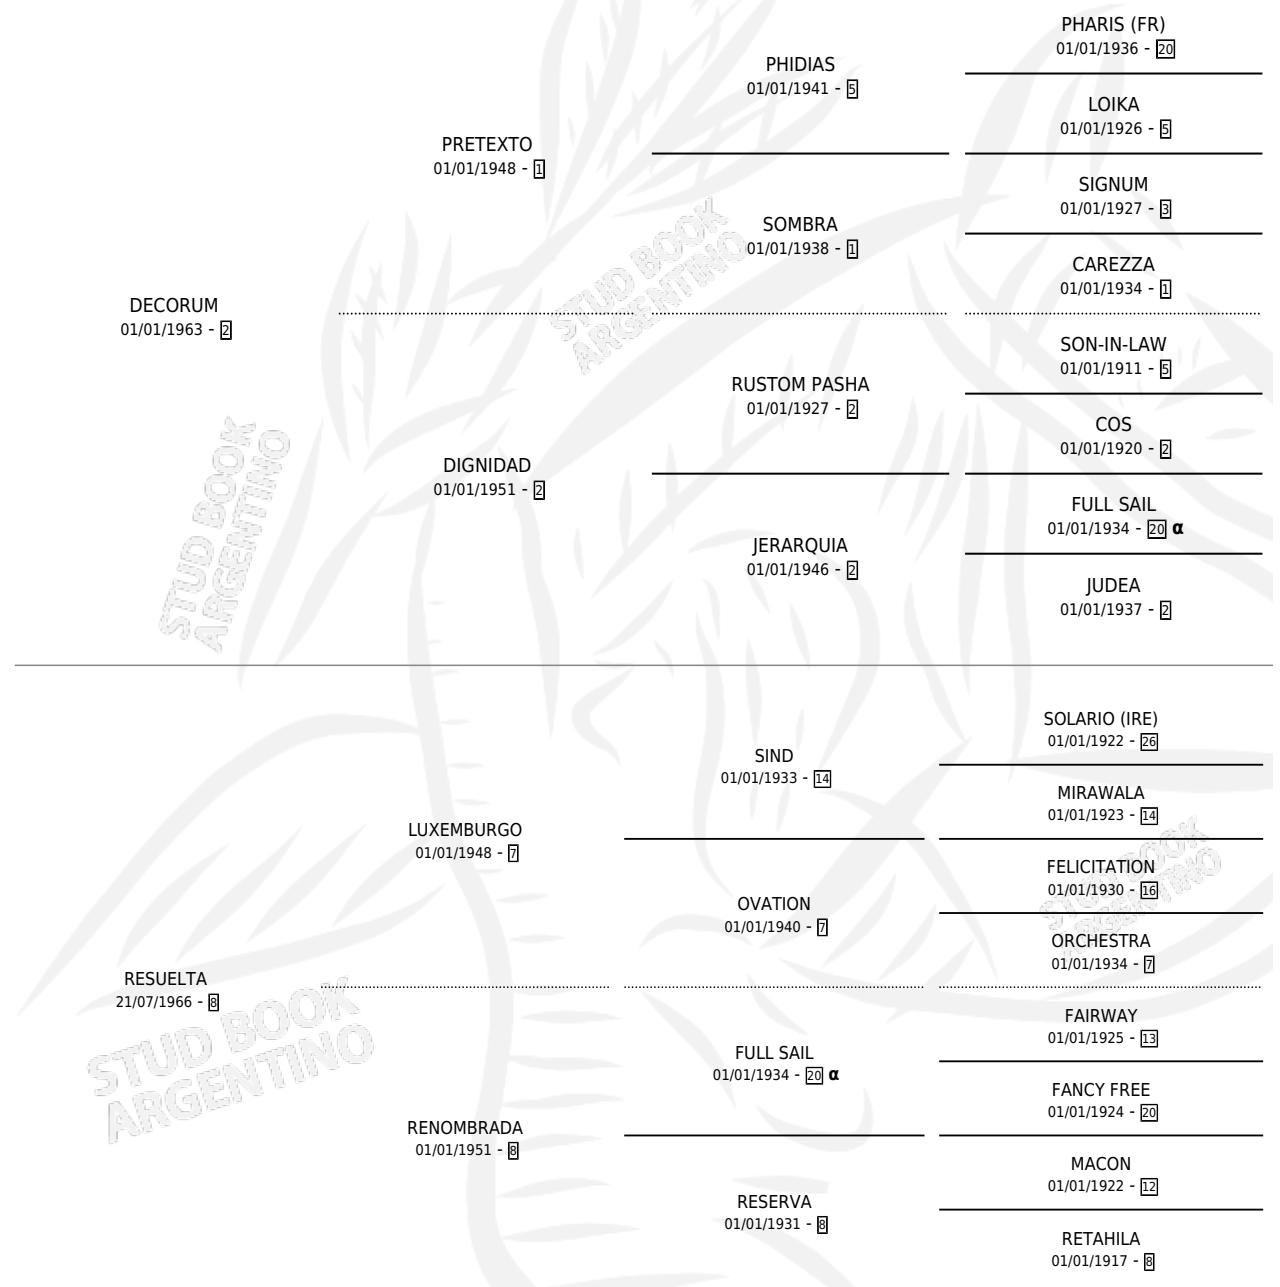 DECORUM
01/01/1963 - 2
PRETEXTO
01/01/1948 - 1
DIGNIDAD
01/01/1951 - 2
PHIDIAS
01/01/1941 - 5
SOMBRA
01/01/1938 - 1
RUSTOM PASHA
01/01/1927 - 2
JERARQUIA
01/01/1946 - 2
PHARIS (FR)
01/01/1936 - 20
LOIKA
01/01/1926 - 5
SIGNUM
01/01/1927 - 3
CAREZZA
01/01/1934 - 1
SON-IN-LAW
01/01/1911 - 5
COS
01/01/1920 - 2
FULL SAIL
01/01/1934 - 20 α
JUDEA
01/01/1937 - 2
STUD BOOK
ARGENTINO
STUD BOOK
ARGENTINO
RESUELTA
21/07/1966 - 8
LUXEMBURGO
01/01/1948 - 7
RENOMBRADA
01/01/1951 - 8
SIND
01/01/1933 - 14
OVATION
01/01/1940 - 7
FULL SAIL
01/01/1934 - 20 α
RESERVA
01/01/1931 - 8
SOLARIO (IRE)
01/01/1922 - 26
MIRAWALA
01/01/1923 - 14
FELICITATION
01/01/1930 - 16
ORCHESTRA
01/01/1934 - 7
FAIRWAY
01/01/1925 - 13
FANCY FREE
01/01/1924 - 20
MACON
01/01/1922 - 12
RETAHILA
01/01/1917 - 8
STUD BOOK
ARGENTINO
STUD BOOK
ARGENTINO